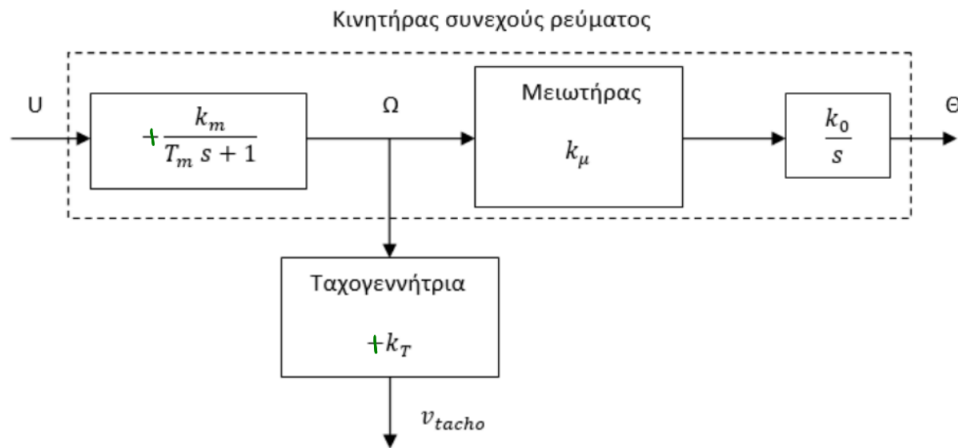 Κινητήρας συνεχούς ρεύματος
U
+ k_m / (T_m s + 1)
Ω
Μειωτήρας
k_μ
k_0 / s
Θ
Ταχογεννήτρια
+k_T
v_tacho